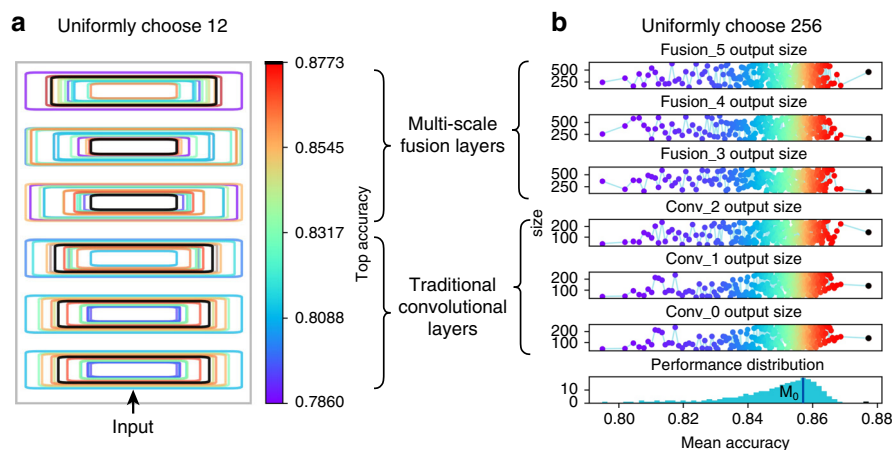 a
Uniformly choose 12
0.8773
0.8545
0.8317
0.8088
0.7860
Top accuracy
Input
Multi-scale
fusion layers
Traditional
convolutional
layers
b
Uniformly choose 256
Fusion_5 output size
500
250
Fusion_4 output size
500
250
Fusion_3 output size
500
250
Conv_2 output size
200
100
size
Conv_1 output size
200
100
Conv_0 output size
200
100
Performance distribution
10
0
M0
0.80 0.82 0.84 0.86 0.88
Mean accuracy